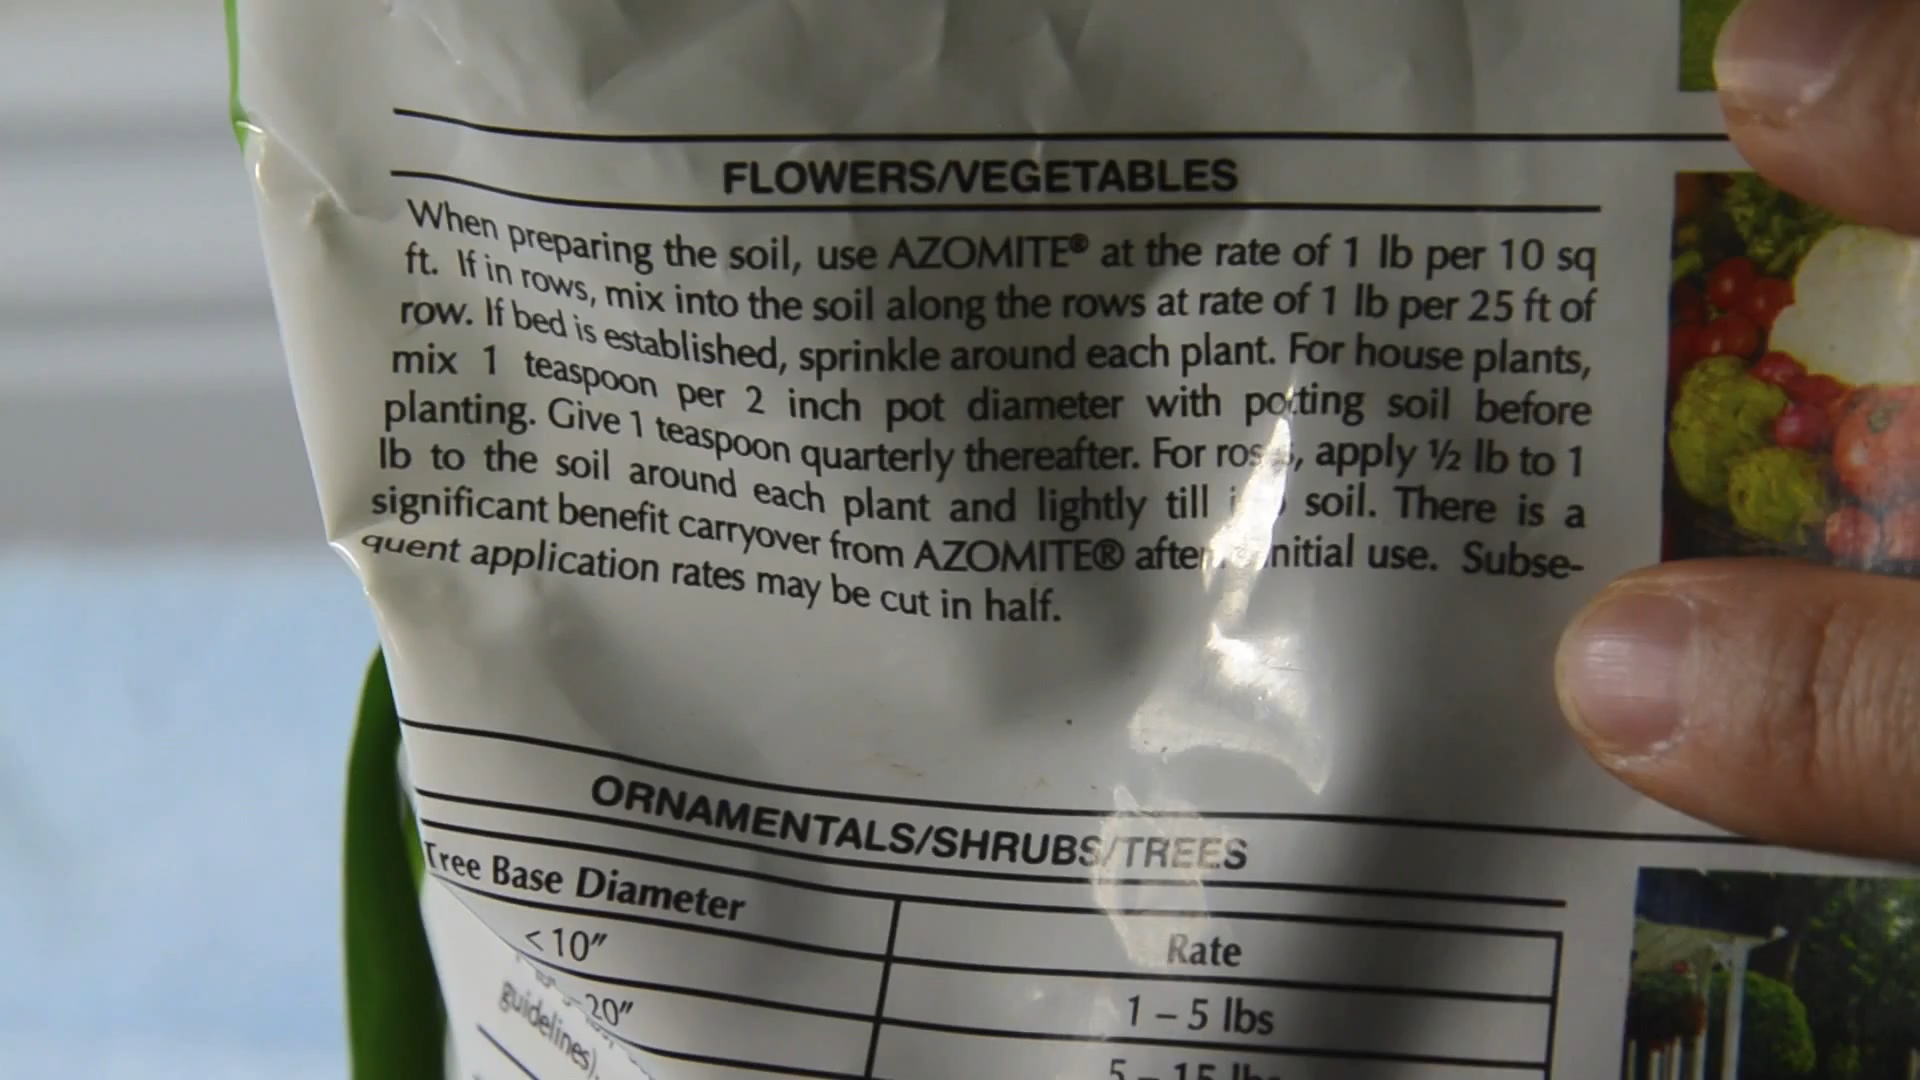 FLOWERS/VEGETABLES
When preparing the soil, use AZOMITE® at the rate of 1 lb per 10 sq
ft. If in rows, mix into the soil along the rows at rate of 1 lb per 25 ft of
row. If bed is established, sprinkle around each plant. For house plants,
mix 1 teaspoon per 2 inch pot diameter with potting soil before
planting. Give 1 teaspoon quarterly thereafter. For roses, apply ½ lb to 1
lb to the soil around each plant and lightly till soil. There is a
significant benefit carryover from AZOMITE® after initial use. Subse-
quent application rates may be cut in half.
ORNAMENTALS/SHRUBS/TREES
Tree Base Diameter
Rate
< 10"
1 – 5 lbs
20"
5 – 15 lbs
guidelines).